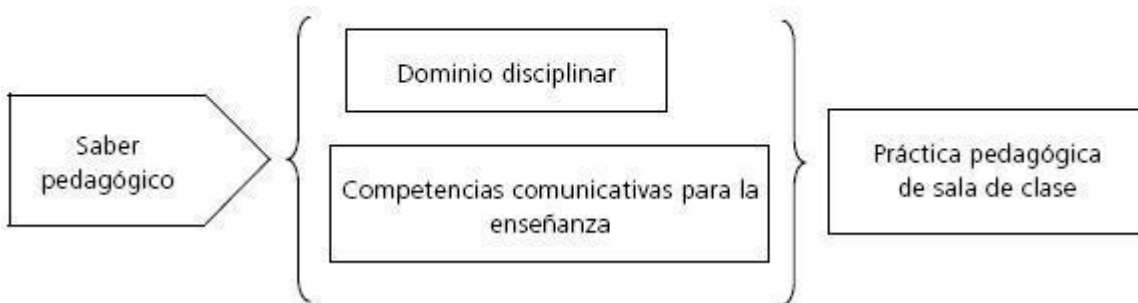 Saber
pedagógico
Dominio disciplinar
Competencias comunicativas para la
enseñanza
Práctica pedagógica
de sala de clase